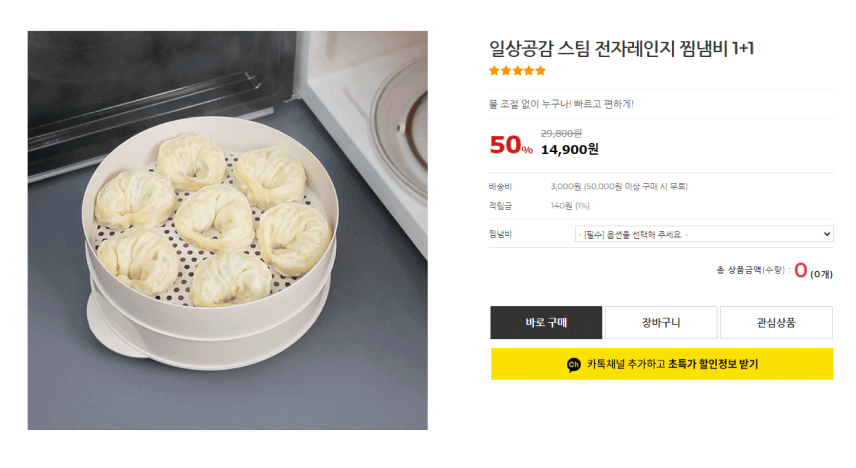 일상공감 스팀 전자레인지 찜냄비 1+1
불 조절 없이 누구나! 빠르고 편하게!
29,800원
50% 14,900원
배송비 3,000원 (50,000원 이상 구매 시 무료)
적립금 140원 (1%)
찜냄비 - [필수] 옵션을 선택해 주세요. -
총 상품금액(수량) : 0 (0개)
바로 구매 장바구니 관심상품
Ch 카톡채널 추가하고 초특가 할인정보 받기